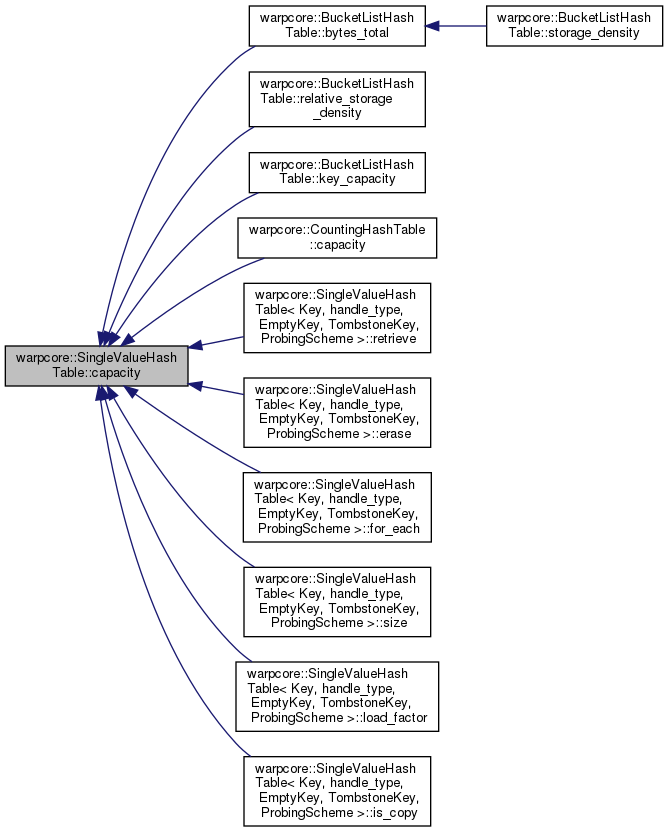 warpcore::BucketListHash
Table::bytes_total
warpcore::BucketListHash
Table::storage_density
warpcore::BucketListHash
Table::relative_storage
_density
warpcore::BucketListHash
Table::key_capacity
warpcore::CountingHashTable
::capacity
warpcore::SingleValueHash
Table< Key, handle_type,
EmptyKey, TombstoneKey,
ProbingScheme >::retrieve
warpcore::SingleValueHash
Table::capacity
warpcore::SingleValueHash
Table< Key, handle_type,
EmptyKey, TombstoneKey,
ProbingScheme >::erase
warpcore::SingleValueHash
Table< Key, handle_type,
EmptyKey, TombstoneKey,
ProbingScheme >::for_each
warpcore::SingleValueHash
Table< Key, handle_type,
EmptyKey, TombstoneKey,
ProbingScheme >::size
warpcore::SingleValueHash
Table< Key, handle_type,
EmptyKey, TombstoneKey,
ProbingScheme >::load_factor
warpcore::SingleValueHash
Table< Key, handle_type,
EmptyKey, TombstoneKey,
ProbingScheme >::is_copy